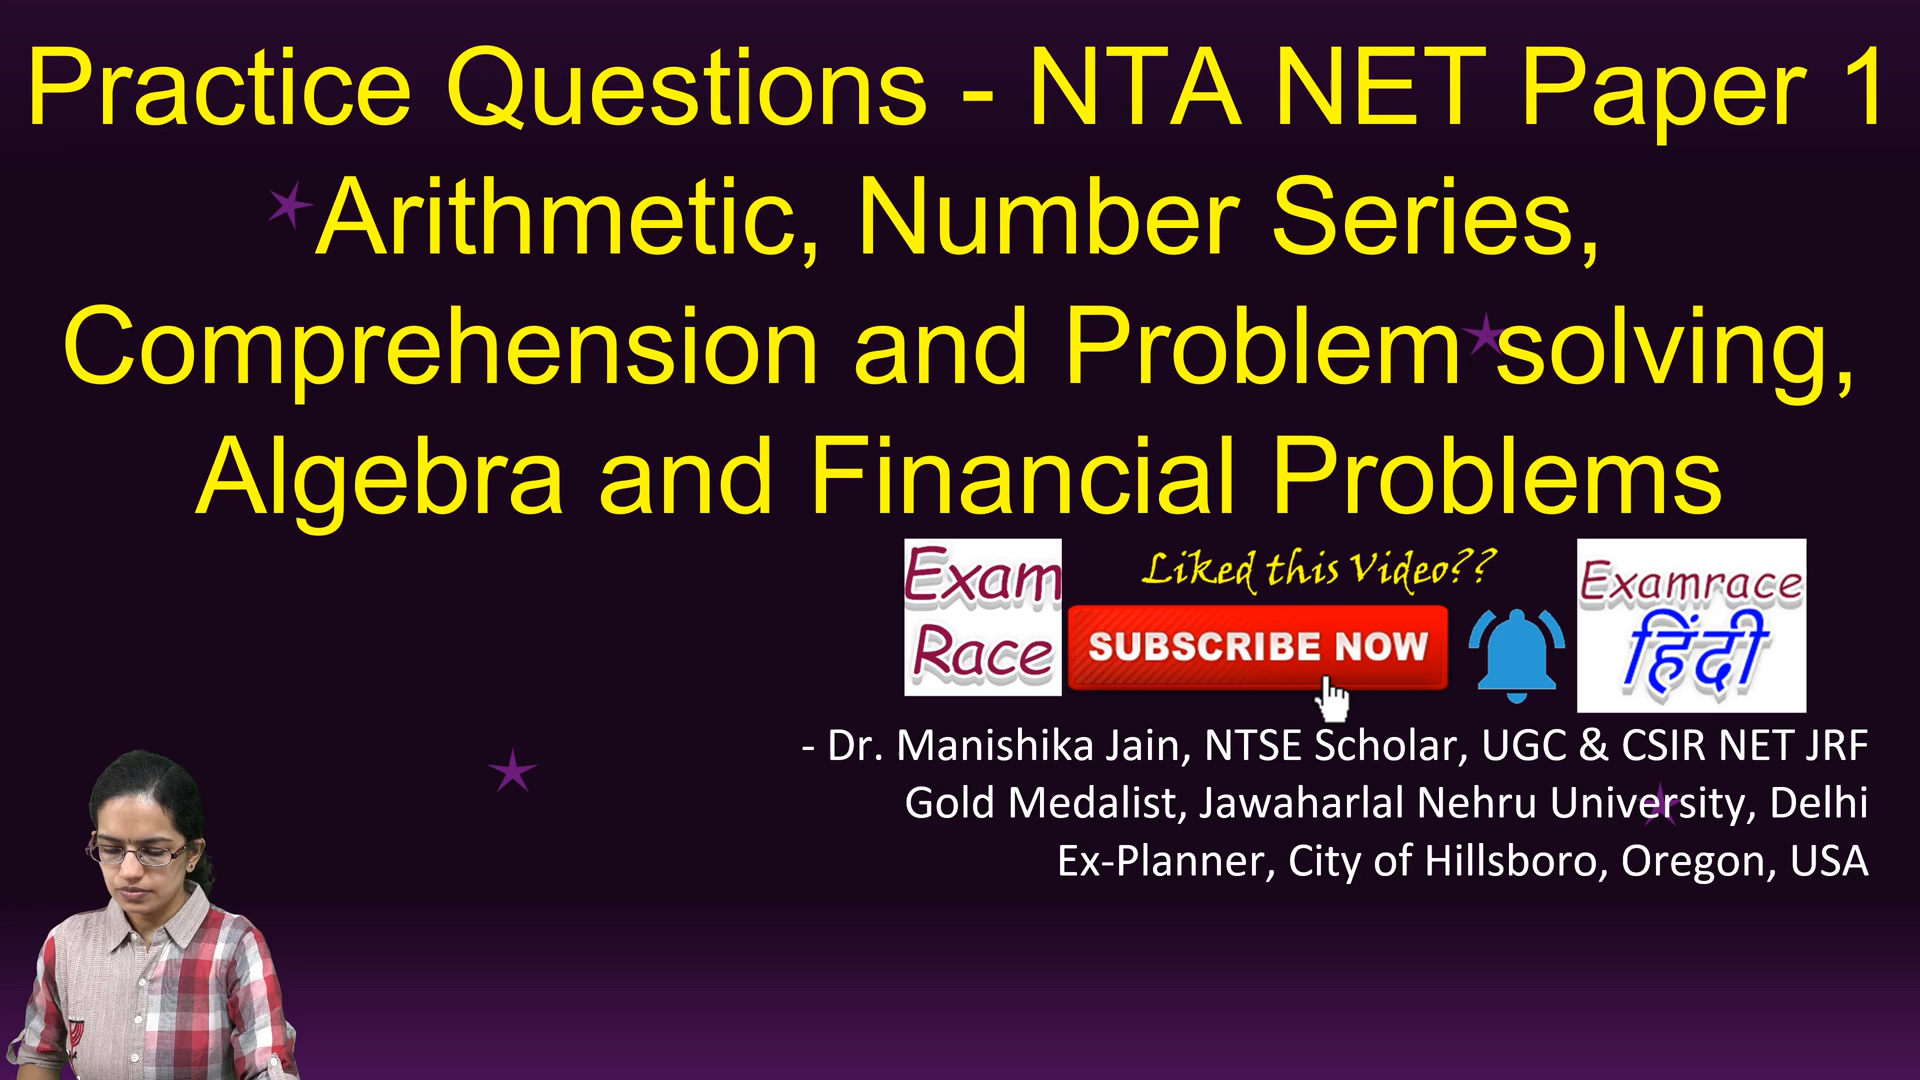 Practice Questions - NTA NET Paper 1
Arithmetic, Number Series,
Comprehension and Problem solving,
Algebra and Financial Problems
Exam
Race
Liked this Video??
SUBSCRIBE NOW
Examrace
हिंदी
- Dr. Manishika Jain, NTSE Scholar, UGC & CSIR NET JRF
Gold Medalist, Jawaharlal Nehru University, Delhi
Ex-Planner, City of Hillsboro, Oregon, USA